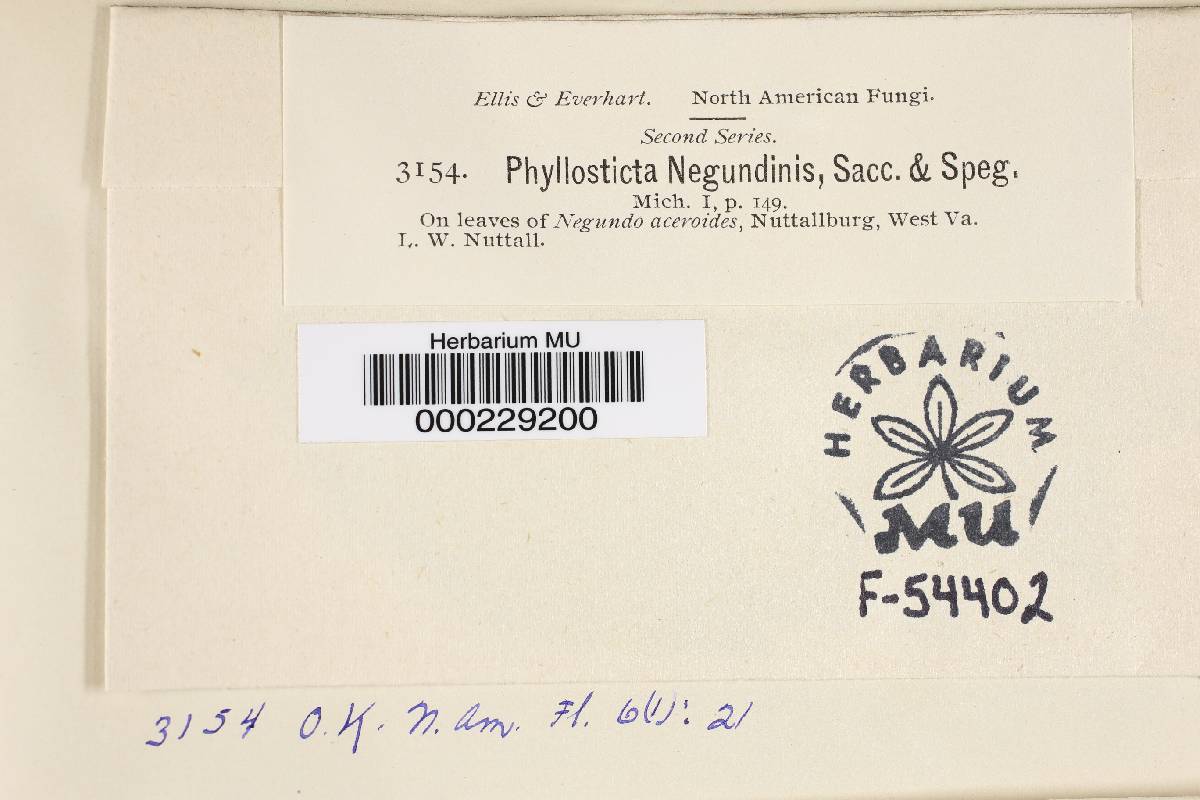 Ellis & Everhart. North American Fungi.
Second Series.
3154. Phyllosticta Negundinis, Sacc. & Speg.
Mich. I, p. 149.
On leaves of Negundo aceroides, Nuttallburg, West Va.
L. W. Nuttall.
Herbarium MU
000229200
HERBARIUM
MU
F-54402
3154 O.K. N. Am. Fl. 6(1): 21